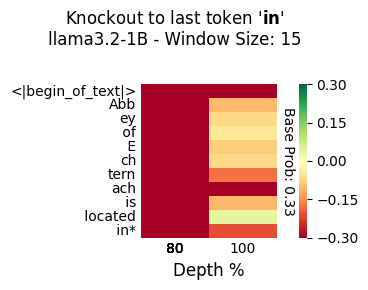 Knockout to last token 'in'
llama3.2-1B - Window Size: 15
<|begin_of_text|>
Abb
ey
of
E
ch
tern
ach
is
located
in*
80
100
Depth %
0.30
0.15
0.00
−0.15
−0.30
Base Prob: 0.33